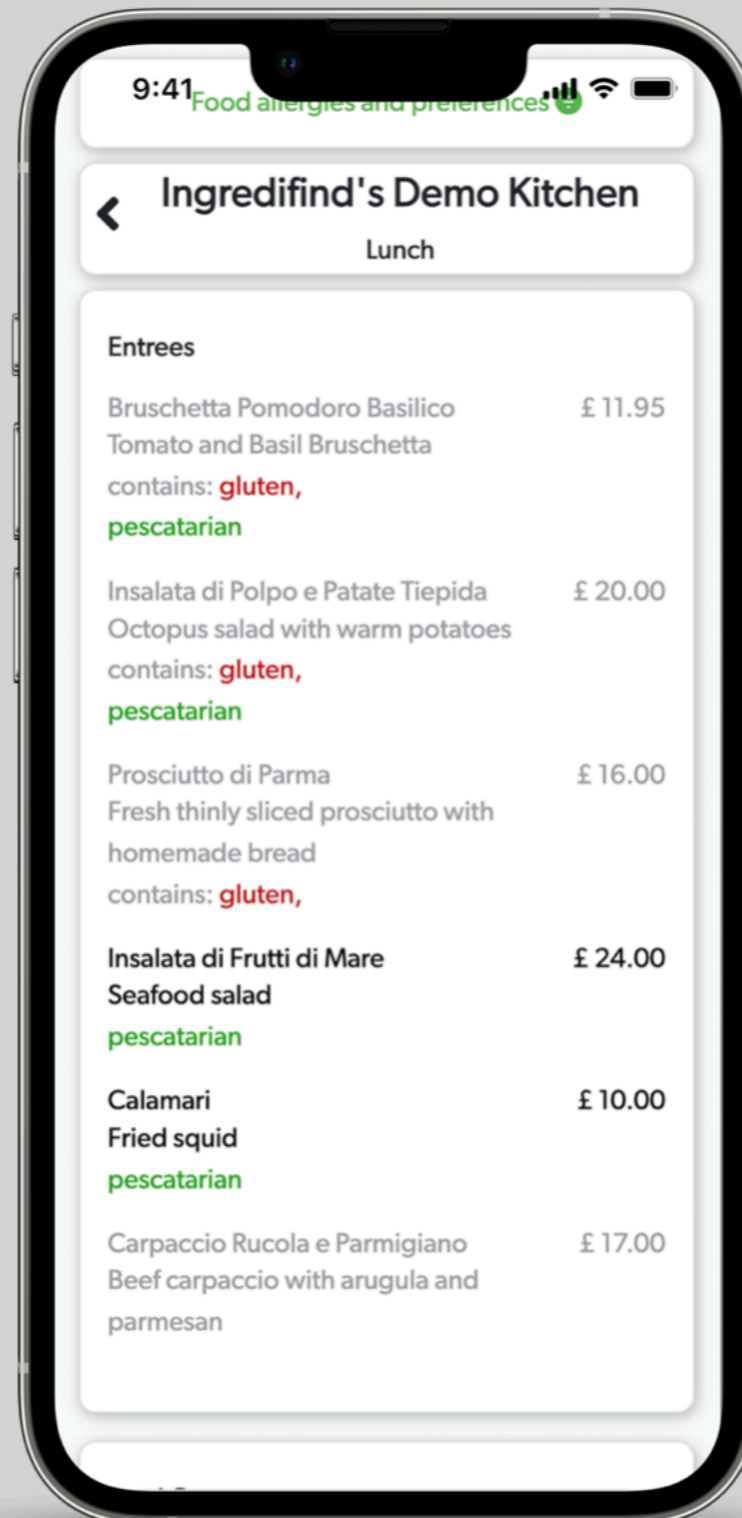 9:41
Food allergies and preferences
Ingredifind's Demo Kitchen
Lunch
Entrees
Bruschetta Pomodoro Basilico £ 11.95
Tomato and Basil Bruschetta
contains: gluten,
pescatarian
Insalata di Polpo e Patate Tiepida £ 20.00
Octopus salad with warm potatoes
contains: gluten,
pescatarian
Prosciutto di Parma £ 16.00
Fresh thinly sliced prosciutto with
homemade bread
contains: gluten,
Insalata di Frutti di Mare £ 24.00
Seafood salad
pescatarian
Calamari £ 10.00
Fried squid
pescatarian
Carpaccio Rucola e Parmigiano £ 17.00
Beef carpaccio with arugula and
parmesan